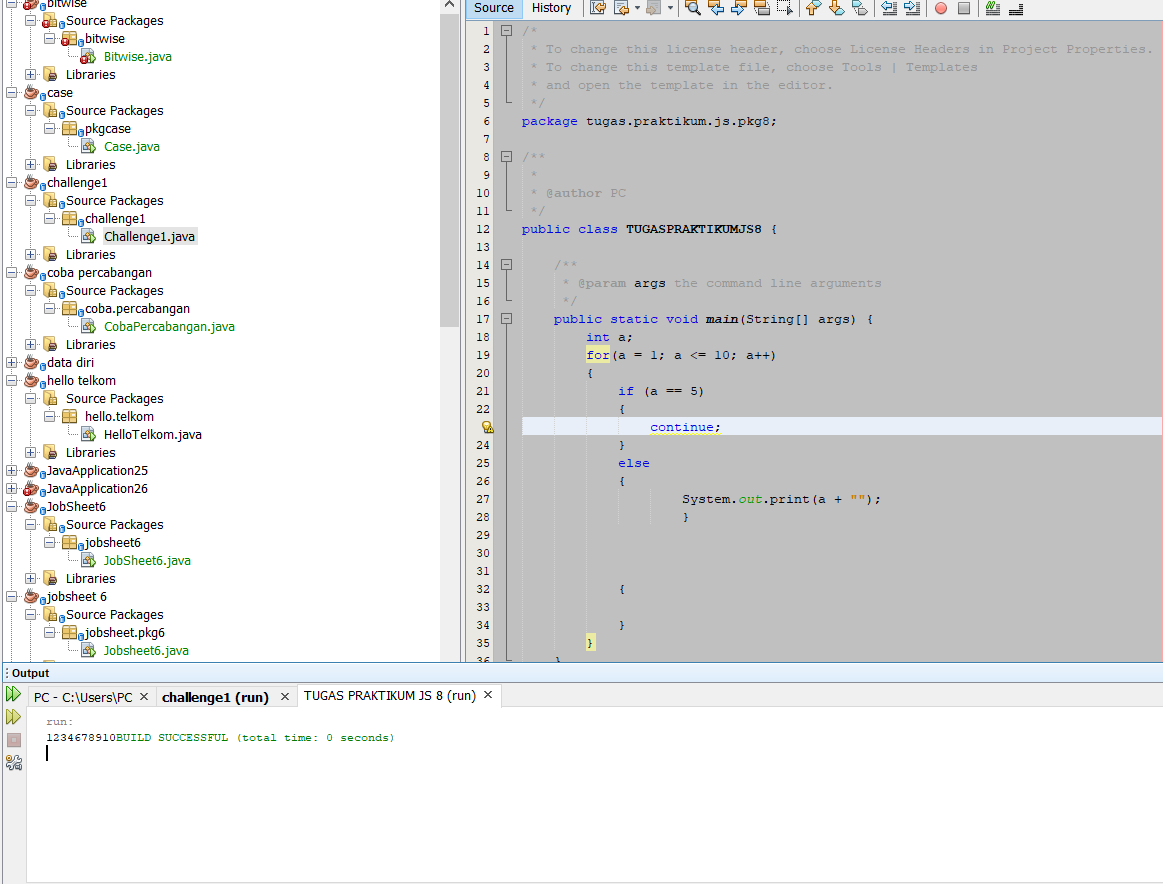 bitwise
Source Packages
bitwise
Bitwise.java
Libraries
case
Source Packages
pkgcase
Case.java
Libraries
challenge1
Source Packages
challenge1
Challenge1.java
Libraries
coba percabangan
Source Packages
coba.percabangan
CobaPercabangan.java
Libraries
data diri
hello telkom
Source Packages
hello.telkom
HelloTelkom.java
Libraries
JavaApplication25
JavaApplication26
JobSheet6
Source Packages
jobsheet6
JobSheet6.java
Libraries
jobsheet 6
Source Packages
jobsheet.pkg6
Jobsheet6.java
Source History
1 /*
2 * To change this license header, choose License Headers in Project Properties.
3 * To change this template file, choose Tools | Templates
4 * and open the template in the editor.
5 */
6 package tugas.praktikum.js.pkg8;
7
8 /**
9 *
10 * @author PC
11 */
12 public class TUGASPRAKTIKUMJS8 {
13
14 /**
15 * @param args the command line arguments
16 */
17 public static void main(String[] args) {
18 int a;
19 for(a = 1; a <= 10; a++)
20 {
21 if (a == 5)
22 {
continue;
24 }
25 else
26 {
27 System.out.print(a + "");
28 }
29
30
31
32 {
33
34 }
35 }
36 }
Output
PC - C:\Users\PC × challenge1 (run) × TUGAS PRAKTIKUM JS 8 (run) ×
run:
1234678910BUILD SUCCESSFUL (total time: 0 seconds)